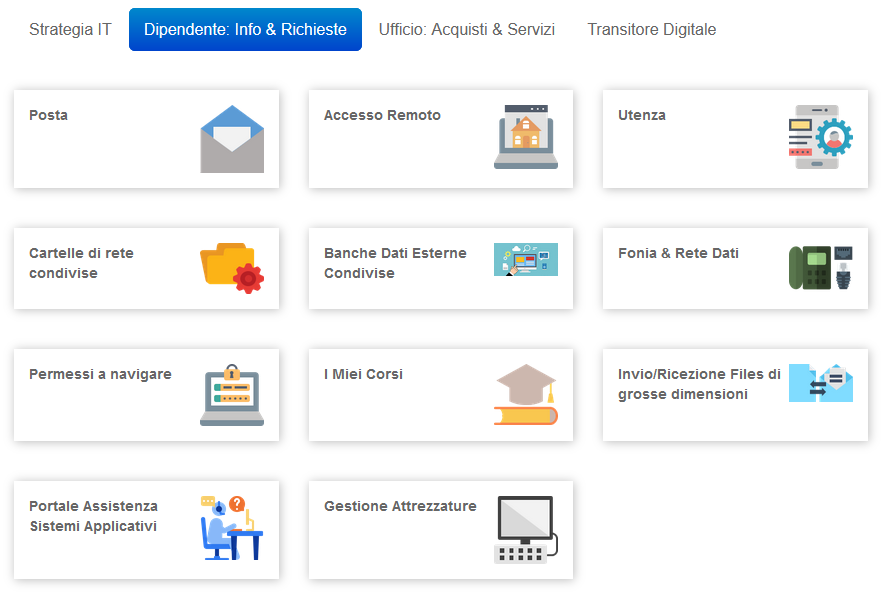 Strategia IT
Dipendente: Info & Richieste
Ufficio: Acquisti & Servizi
Transitore Digitale
Posta
Accesso Remoto
Utenza
Cartelle di rete
condivise
Banche Dati Esterne
Condivise
Fonia & Rete Dati
Permessi a navigare
I Miei Corsi
Invio/Ricezione Files di
grosse dimensioni
Portale Assistenza
Sistemi Applicativi
Gestione Attrezzature